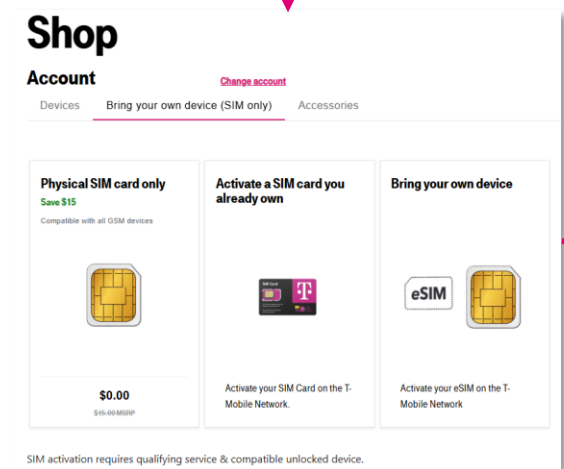 Shop
Account
Change account
Devices
Bring your own device (SIM only)
Accessories
Physical SIM card only
Save $15
Compatible with all GSM devices
$0.00
$15.00 MSRP
Activate a SIM card you
already own
SIM Card
T
Activate your SIM Card on the T-
Mobile Network.
Bring your own device
eSIM
Activate your eSIM on the T-
Mobile Network
SIM activation requires qualifying service & compatible unlocked device.